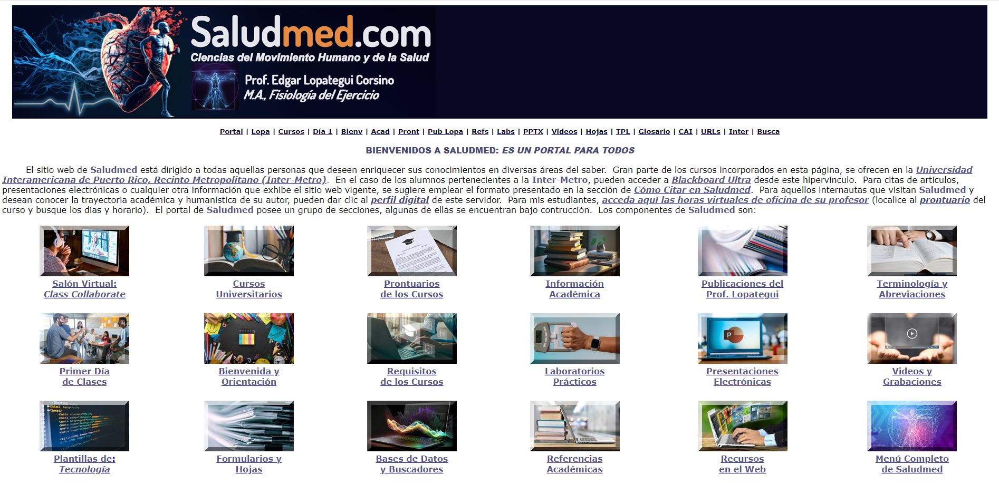 Saludmed.com
Ciencias del Movimiento Humano y de la Salud
Prof. Edgar Lopategui Corsino
M.A., Fisiología del Ejercicio
Portal | Lopa | Cursos | Día 1 | Bienv | Acad | Pront | Pub Lopa | Refs | Labs | PPTX | Videos | Hojas | TPL | Glosario | CAI | URLs | Inter | Busca
BIENVENIDOS A SALUDMED: ES UN PORTAL PARA TODOS
El sitio web de Saludmed está dirigido a todas aquellas personas que deseen enriquecer sus conocimientos en diversas áreas del saber. Gran parte de los cursos incorporados en esta página, se ofrecen en la Universidad
Interamericana de Puerto Rico, Recinto Metropolitano (Inter-Metro). En el caso de los alumnos pertenecientes a la Inter-Metro, pueden acceder a Blackboard Ultra desde este hipervínculo. Para citas de artículos,
presentaciones electrónicas o cualquier otra información que exhibe el sitio web vigente, se sugiere emplear el formato presentado en la sección de Cómo Citar en Saludmed. Para aquellos internautas que visitan Saludmed y
desean conocer la trayectoria académica y humanística de su autor, pueden dar clic al perfil digital de este servidor. Para mis estudiantes, acceda aquí las horas virtuales de oficina de su profesor (localice al prontuario del
curso y busque los días y horario). El portal de Saludmed posee un grupo de secciones, algunas de ellas se encuentran bajo contrucción. Los componentes de Saludmed son:
Salón Virtual:
Class Collaborate
Cursos
Universitarios
Prontuarios
de los Cursos
Información
Académica
Publicaciones del
Prof. Lopategui
Terminología y
Abreviaciones
Primer Día
de Clases
Bienvenida y
Orientación
Requisitos
de los Cursos
Laboratorios
Prácticos
P
Presentaciones
Electrónicas
Videos y
Grabaciones
<html lang=
<head>
Plantillas de:
Tecnología
Formularios y
Hojas
Bases de Datos
y Buscadores
Referencias
Académicas
Recursos
en el Web
Menú Completo
de Saludmed